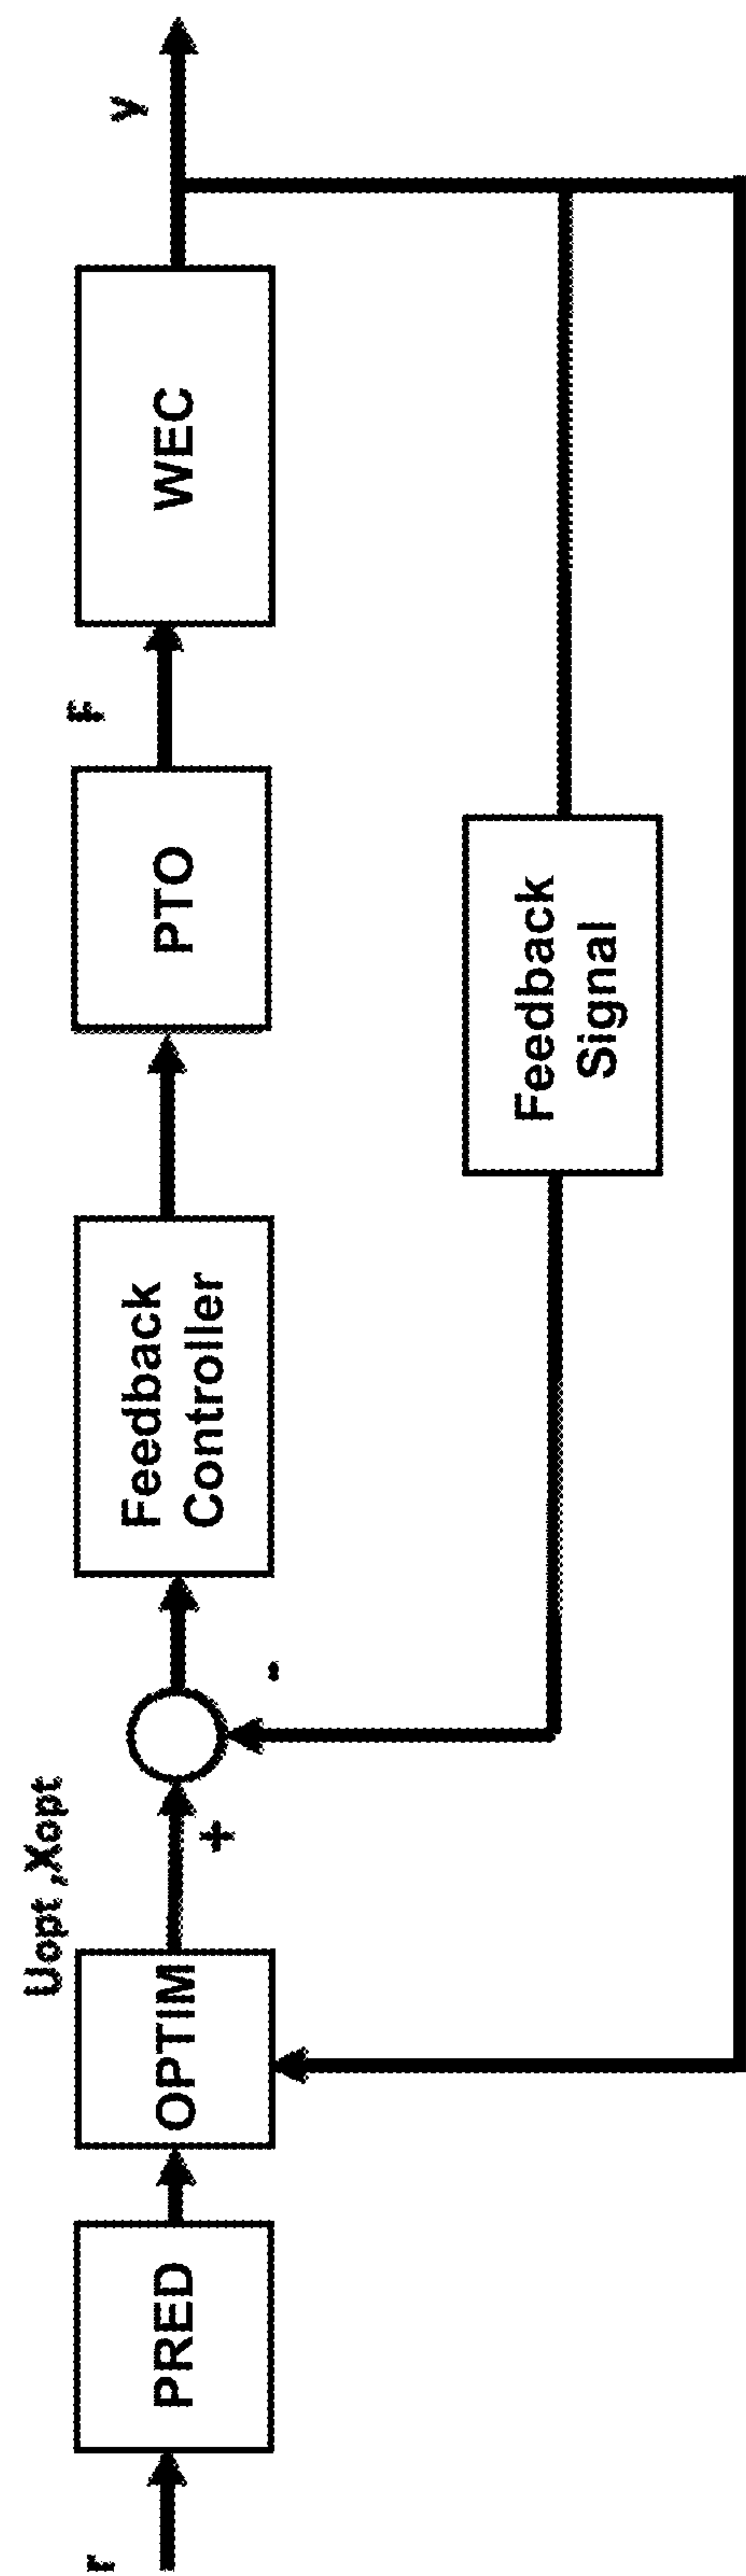 r
PRED
OPTIM
Uopt ,Xopt
+
-
Feedback
Controller
PTO
F
WEC
y
Feedback
Signal